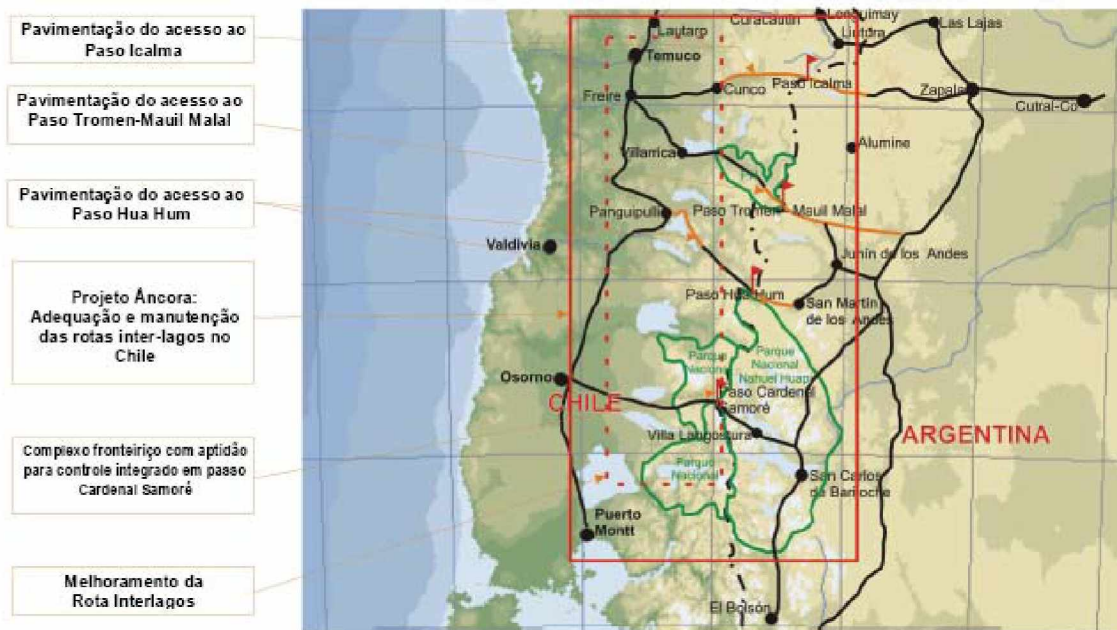 Pavimentação do acesso ao
Paso Icalma
Pavimentação do acesso ao
Paso Tromen-Mauil Malal
Pavimentação do acesso ao
Paso Hua Hum
Projeto Âncora:
Adequação e manutenção
das rotas inter-lagos no
Chile
Complexo fronteiriço com aptidão
para controle integrado em passo
Cardenal Samoré
Melhoramento da
Rota Interlagos
Curacautín
Lonquimay
Las Lajas
Lautaro
Temuco
Paso Icalma
Freire
Cunco
Zapala
Cutral-Co
Villarrica
Alumine
Panguipulli
Paso Tromen
Mauil Malal
Valdivia
Junín de los Andes
Paso Hua Hum
San Martín
de los Andes
Parque
Nacional
Parque
Nacional
Nahuel Huapi
Osorno
CHILE
Paso Cardenal
Samoré
Villa Langostura
ARGENTINA
Parque
Nacional
San Carlos
de Bariloche
Puerto
Montt
El Bolsón